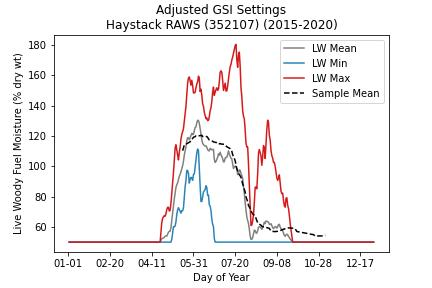 Adjusted GSI Settings
Haystack RAWS (352107) (2015-2020)
Live Woody Fuel Moisture (% dry wt)
180
160
140
120
100
80
60
LW Mean
LW Min
LW Max
Sample Mean
01-01 02-20 04-11 05-31 07-20 09-08 10-28 12-17
Day of Year